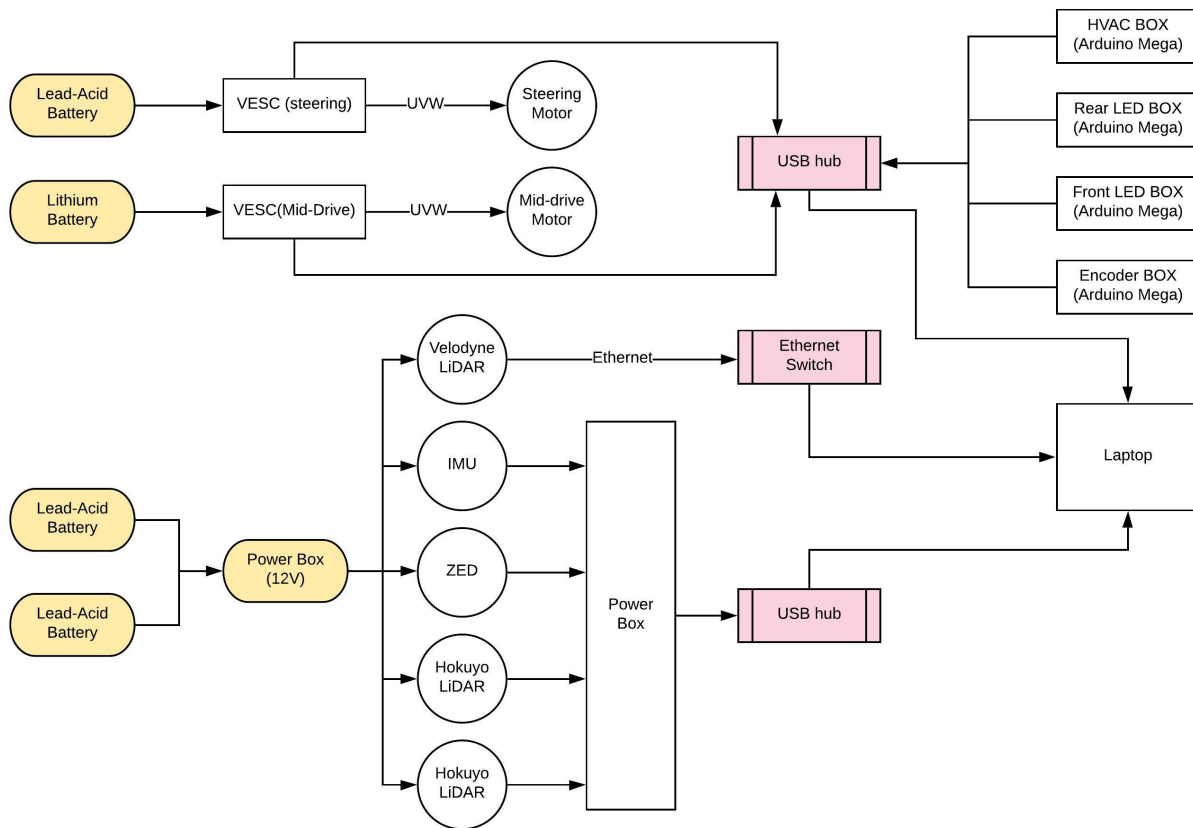 HVAC BOX
(Arduino Mega)
Lead-Acid
Battery
VESC (steering)
UVW
Steering
Motor
Rear LED BOX
(Arduino Mega)
USB hub
Lithium
Battery
VESC(Mid-Drive)
UVW
Mid-drive
Motor
Front LED BOX
(Arduino Mega)
Encoder BOX
(Arduino Mega)
Velodyne
LiDAR
Ethernet
Ethernet
Switch
IMU
Laptop
Lead-Acid
Battery
Power Box
(12V)
ZED
Lead-Acid
Battery
Power
Box
USB hub
Hokuyo
LiDAR
Hokuyo
LiDAR